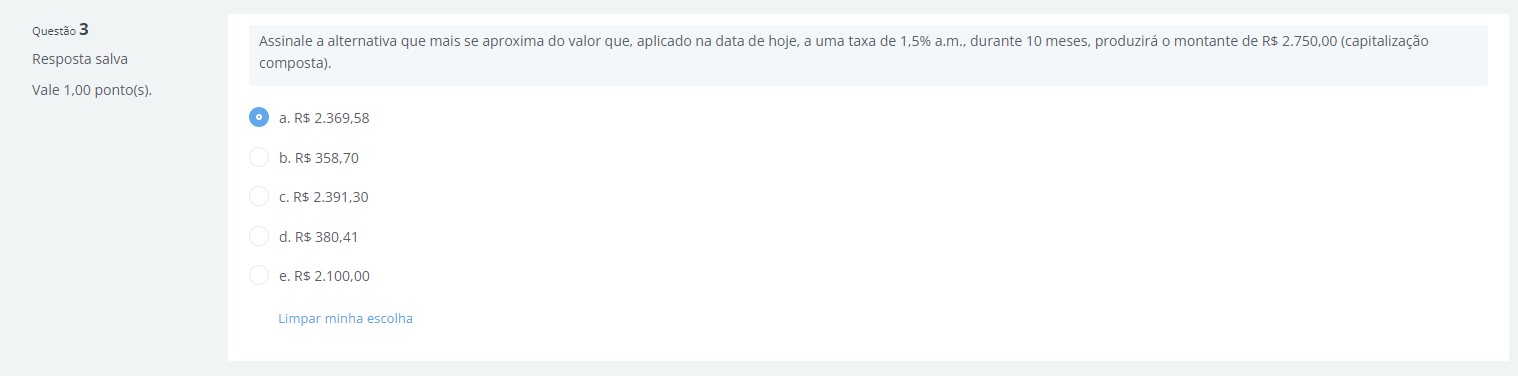 Questão 3
Resposta salva
Vale 1,00 ponto(s).
Assinale a alternativa que mais se aproxima do valor que, aplicado na data de hoje, a uma taxa de 1,5% a.m., durante 10 meses, produzirá o montante de R$ 2.750,00 (capitalização
composta).
a. R$ 2.369,58
b. R$ 358,70
c. R$ 2.391,30
d. R$ 380,41
e. R$ 2.100,00
Limpar minha escolha